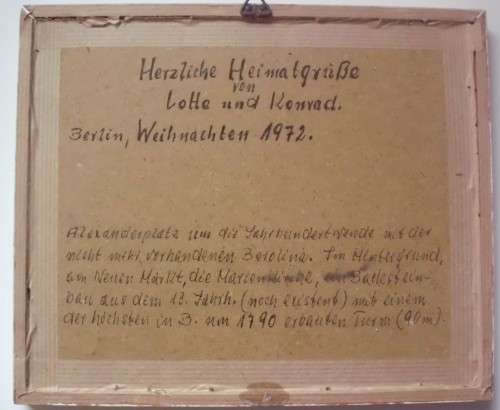 Herzliche Heimatgrüße
von
Lotte und Konrad.
Berlin, Weihnachten 1972.
Alexanderplatz um die Jahrhundertwende mit der
nicht mehr vorhandenen Berolina. Im Hintergrund,
am Neuen Markt, die Marienkirche, ein Backstein-
bau aus dem 13. Jahrh. (noch existent) mit einem
der höchsten in B. um 1790 erbauten Turm (90m).